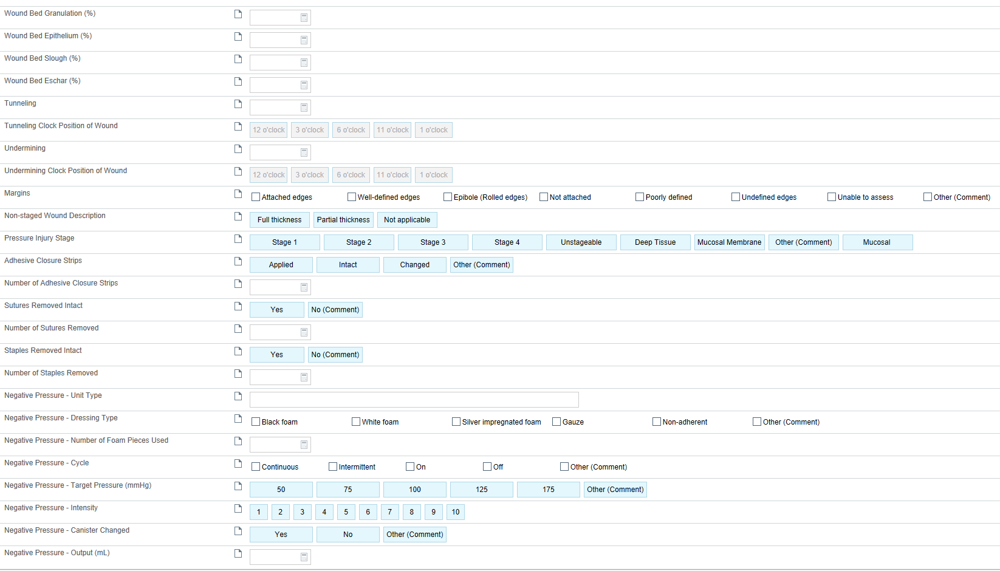 Wound Bed Granulation (%)
Wound Bed Epithelium (%)
Wound Bed Slough (%)
Wound Bed Eschar (%)
Tunneling
Tunneling Clock Position of Wound 12 o'clock 3 o'clock 6 o'clock 11 o'clock 1 o'clock
Undermining
Undermining Clock Position of Wound 12 o'clock 3 o'clock 6 o'clock 11 o'clock 1 o'clock
Margins Attached edges Well-defined edges Epibole (Rolled edges) Not attached Poorly defined Undefined edges Unable to assess Other (Comment)
Non-staged Wound Description Full thickness Partial thickness Not applicable
Pressure Injury Stage Stage 1 Stage 2 Stage 3 Stage 4 Unstageable Deep Tissue Mucosal Membrane Other (Comment) Mucosal
Adhesive Closure Strips Applied Intact Changed Other (Comment)
Number of Adhesive Closure Strips
Sutures Removed Intact Yes No (Comment)
Number of Sutures Removed
Staples Removed Intact Yes No (Comment)
Number of Staples Removed
Negative Pressure - Unit Type
Negative Pressure - Dressing Type Black foam White foam Silver impregnated foam Gauze Non-adherent Other (Comment)
Negative Pressure - Number of Foam Pieces Used
Negative Pressure - Cycle Continuous Intermittent On Off Other (Comment)
Negative Pressure - Target Pressure (mmHg) 50 75 100 125 175 Other (Comment)
Negative Pressure - Intensity 1 2 3 4 5 6 7 8 9 10
Negative Pressure - Canister Changed Yes No Other (Comment)
Negative Pressure - Output (mL)